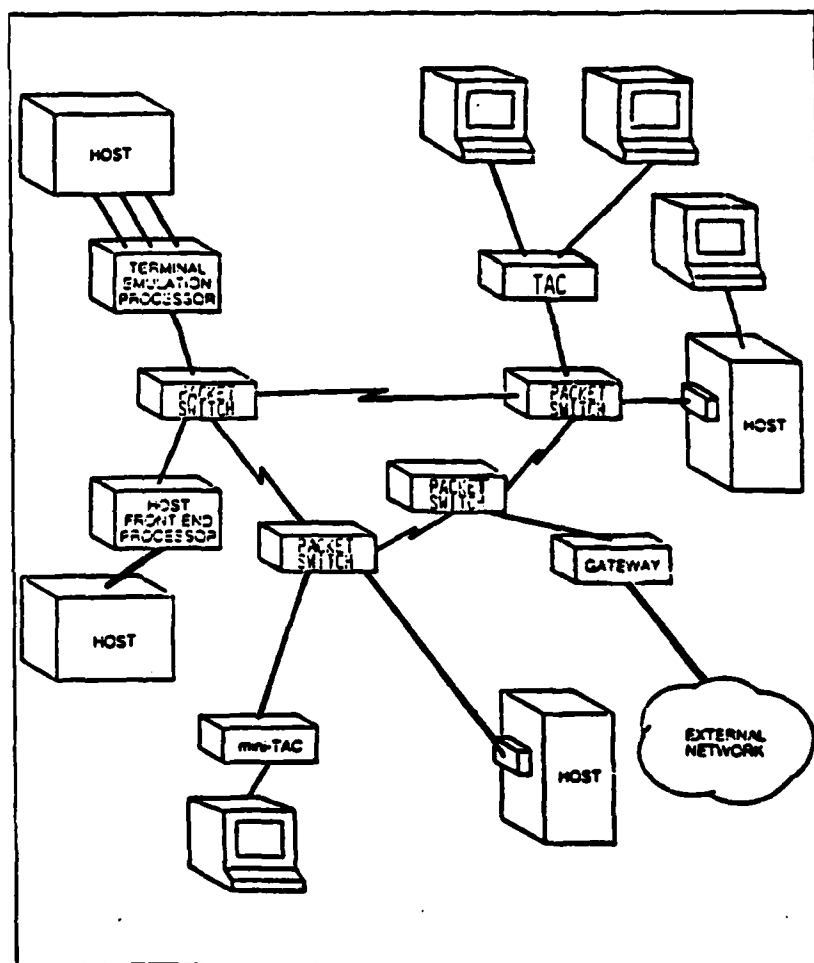 HOST
TERMINAL
EMULATION
PROCESSOR
TAC
PACKET
SWITCH
PACKET
SWITCH
HOST
PACKET
SWITCH
HOST
FRONT END
PROCESSOR
PACKET
SWITCH
GATEWAY
HOST
mini-TAC
HOST
EXTERNAL
NETWORK